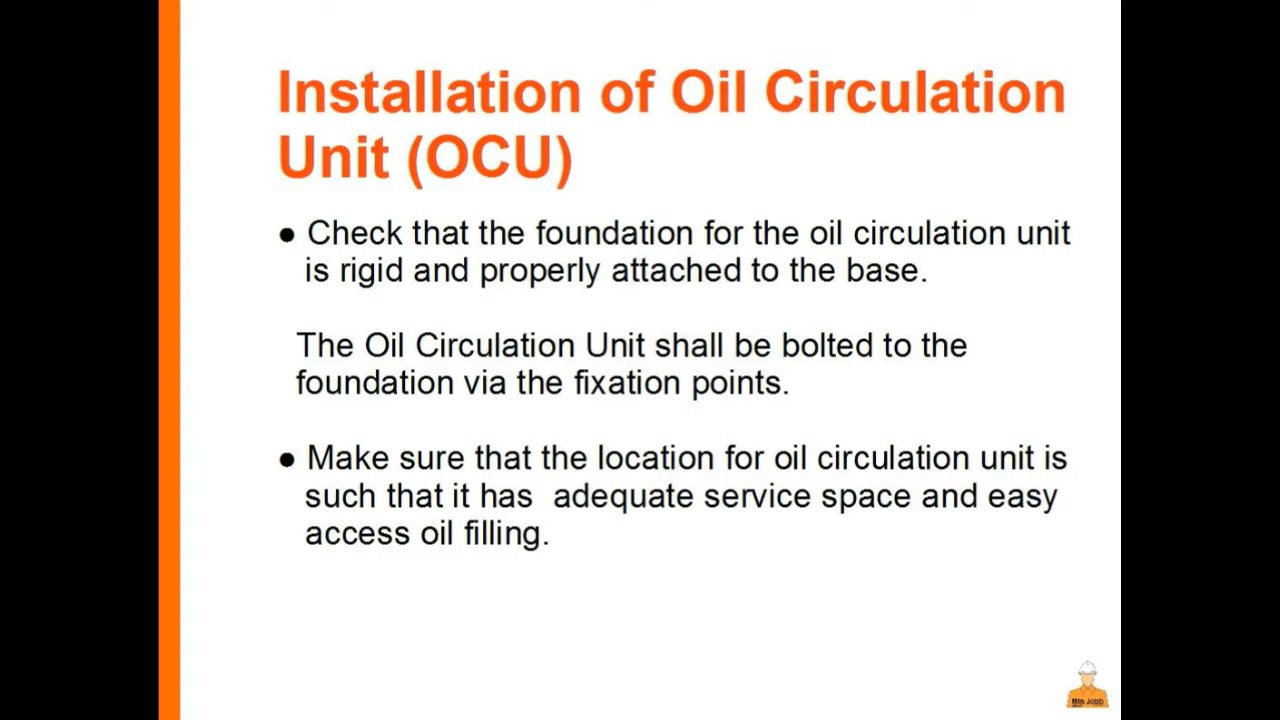 Installation of Oil Circulation
Unit (OCU)
● Check that the foundation for the oil circulation unit
is rigid and properly attached to the base.
The Oil Circulation Unit shall be bolted to the
foundation via the fixation points.
● Make sure that the location for oil circulation unit is
such that it has  adequate service space and easy
access oil filling.
Min Jobb